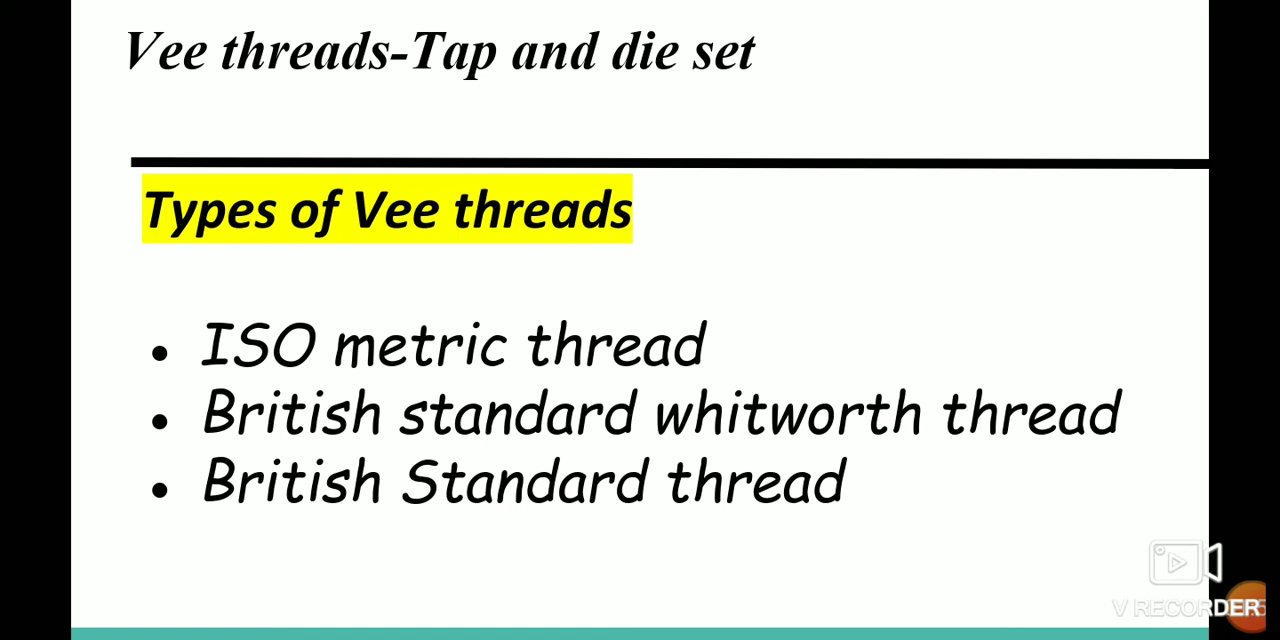 Vee threads-Tap and die set
Types of Vee threads
• ISO metric thread
• British standard whitworth thread
• British Standard thread
V RECORDER